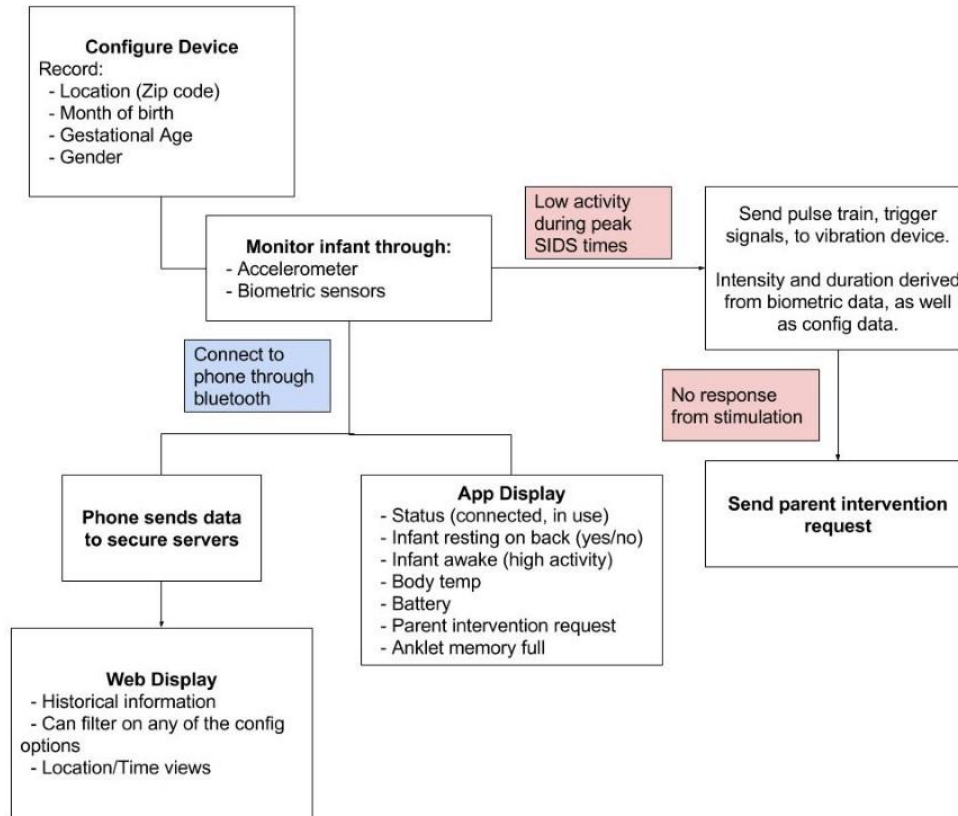 Configure Device
Record:
- Location (Zip code)
- Month of birth
- Gestational Age
- Gender
Low activity
during peak
SIDS times
Send pulse train, trigger
signals, to vibration device.
Intensity and duration derived
from biometric data, as well
as config data.
Monitor infant through:
- Accelerometer
- Biometric sensors
Connect to
phone through
bluetooth
No response
from stimulation
Send parent intervention
request
Phone sends data
to secure servers
App Display
- Status (connected, in use)
- Infant resting on back (yes/no)
- Infant awake (high activity)
- Body temp
- Battery
- Parent intervention request
- Anklet memory full
Web Display
- Historical information
- Can filter on any of the config
options
- Location/Time views